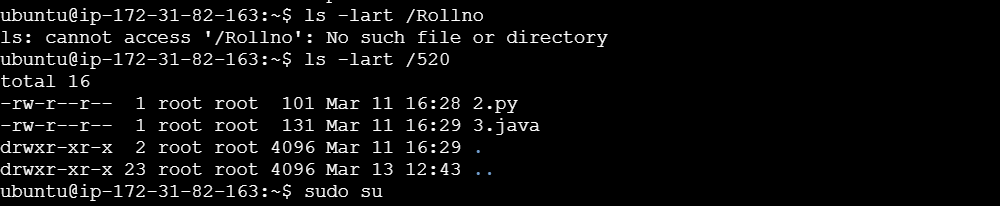 ubuntu@ip-172-31-82-163:~$ ls -lart /Rollno
ls: cannot access '/Rollno': No such file or directory
ubuntu@ip-172-31-82-163:~$ ls -lart /520
total 16
-rw-r--r--  1 root root  101 Mar 11 16:28 2.py
-rw-r--r--  1 root root  131 Mar 11 16:29 3.java
drwxr-xr-x  2 root root 4096 Mar 11 16:29 .
drwxr-xr-x 23 root root 4096 Mar 13 12:43 ..
ubuntu@ip-172-31-82-163:~$ sudo su